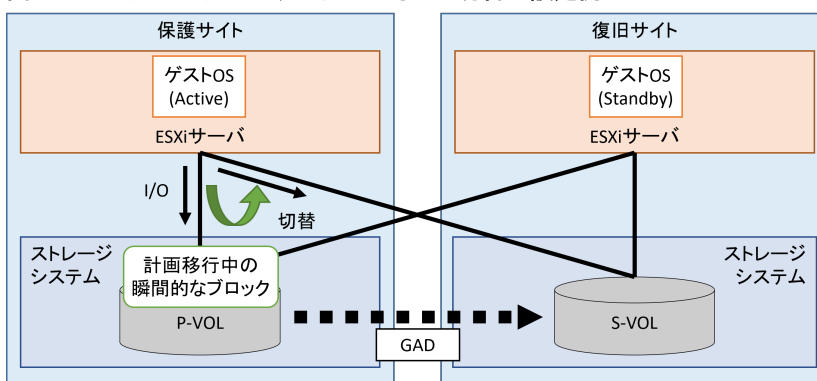 保護サイト
ゲストOS
(Active)
ESXiサーバ
I/O
切替
ストレージ
システム
計画移行中の
瞬間的なブロック
P-VOL
GAD
復旧サイト
ゲストOS
(Standby)
ESXiサーバ
ストレージ
システム
S-VOL